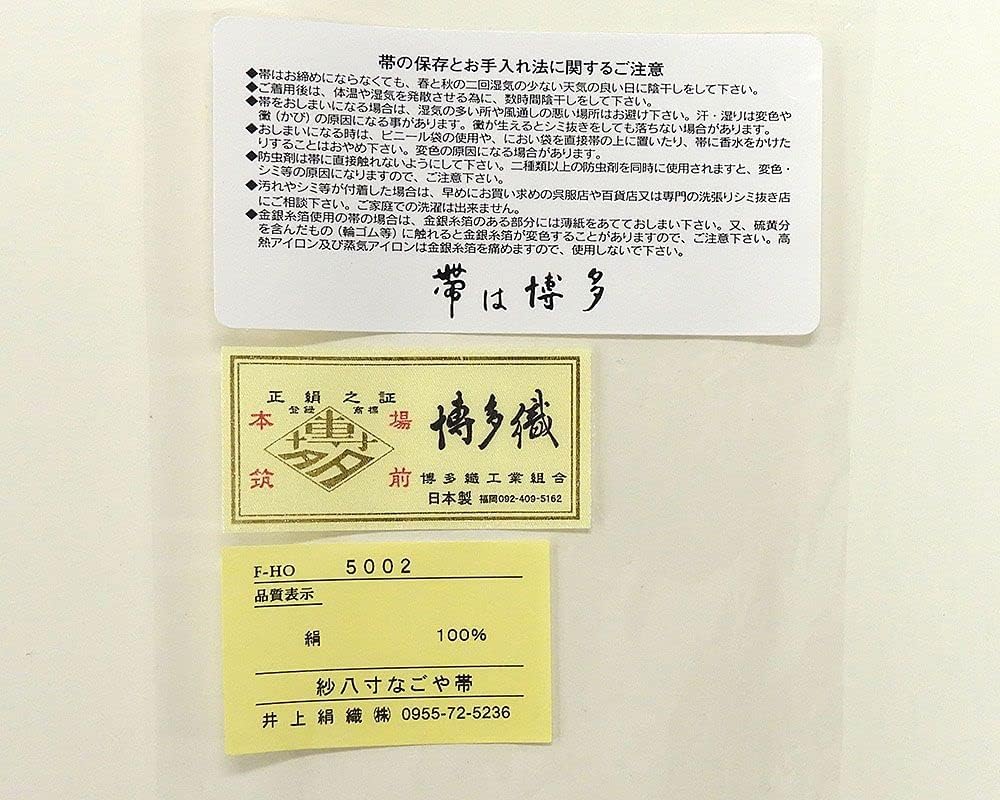 帯の保存とお手入れ法に関するご注意
◆帯はお締めにならなくても、春と秋の二回湿気の少ない天気の良い日に陰干しをして下さい。
◆ご着用後は、体温や湿気を発散させる為に、数時間陰干しをして下さい。
◆帯をおしまいになる場合は、湿気の多い所や風通しの悪い場所はお避け下さい。汗・湿りは変色や
黴（かび）の原因になる事があります。黴が生えるとシミ抜きをしても落ちない場合があります。
◆おしまいになる時は、ビニール袋の使用や、におい袋を直接帯の上に置いたり、帯に香水をかけた
りすることはおやめ下さい。変色の原因になる場合があります。
◆防虫剤は帯に直接触れないようにして下さい。二種類以上の防虫剤を同時に使用されますと、変色・
シミ等の原因になりますので、ご注意下さい。
◆汚れやシミ等が付着した場合は、早めにお買い求めの呉服店や百貨店又は専門の洗張りシミ抜き店
にご相談下さい。ご家庭での洗濯は出来ません。
◆金銀糸箔使用の帯の場合は、金銀糸箔のある部分には薄紙をあてておしまい下さい。又、硫黄分
を含んだもの（輪ゴム等）に触れると金銀糸箔が変色することがありますので、ご注意下さい。高
熱アイロン及び蒸気アイロンは金銀糸箔を痛めますので、使用しないで下さい。
帯は博多
正絹之証
登録 商標
本場
筑前
博多
博多織
博多織工業組合
日本製 福岡092-409-5162
F-HO 5002
品質表示
絹 100%
紗八寸なごや帯
井上絹織㈱ 0955-72-5236